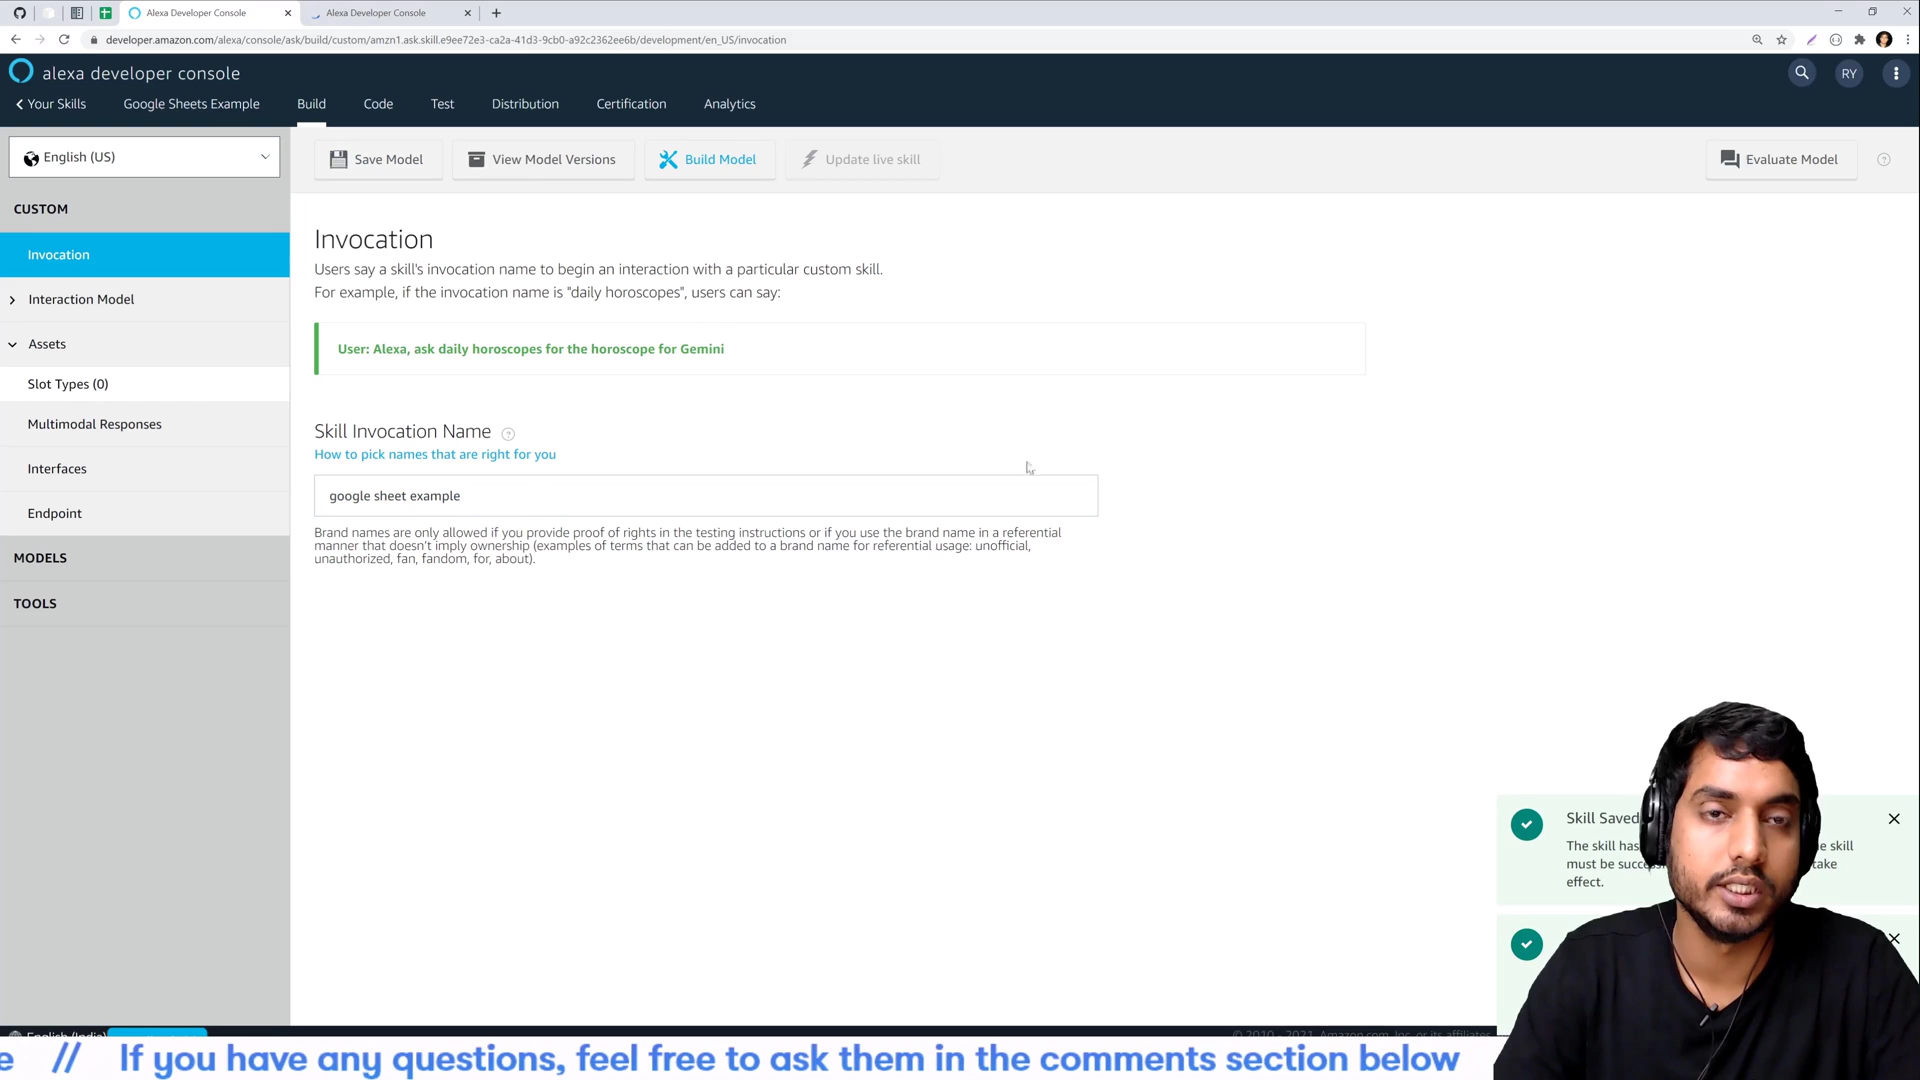 Alexa Developer Console
Alexa Developer Console
developer.amazon.com/alexa/console/ask/build/custom/amzn1.ask.skill.e9ee72e3-ca2a-41d3-9cb0-a92c2362ee6b/development/en_US/invocation
alexa developer console
RY
Your Skills
Google Sheets Example
Build
Code
Test
Distribution
Certification
Analytics
English (US)
Save Model
View Model Versions
Build Model
Update live skill
Evaluate Model
CUSTOM
Invocation
Interaction Model
Assets
Slot Types (0)
Multimodal Responses
Interfaces
Endpoint
MODELS
TOOLS
Invocation
Users say a skill's invocation name to begin an interaction with a particular custom skill.
For example, if the invocation name is "daily horoscopes", users can say:
User: Alexa, ask daily horoscopes for the horoscope for Gemini
Skill Invocation Name
How to pick names that are right for you
google sheet example
Brand names are only allowed if you provide proof of rights in the testing instructions or if you use the brand name in a referential
manner that doesn't imply ownership (examples of terms that can be added to a brand name for referential usage: unofficial,
unauthorized, fan, fandom, for, about).
Skill Saved
The skill has skill
must be take
effect.
English (India)
© 2010 - 2021, Amazon.com, Inc. or its affiliates
e // If you have any questions, feel free to ask them in the comments section below